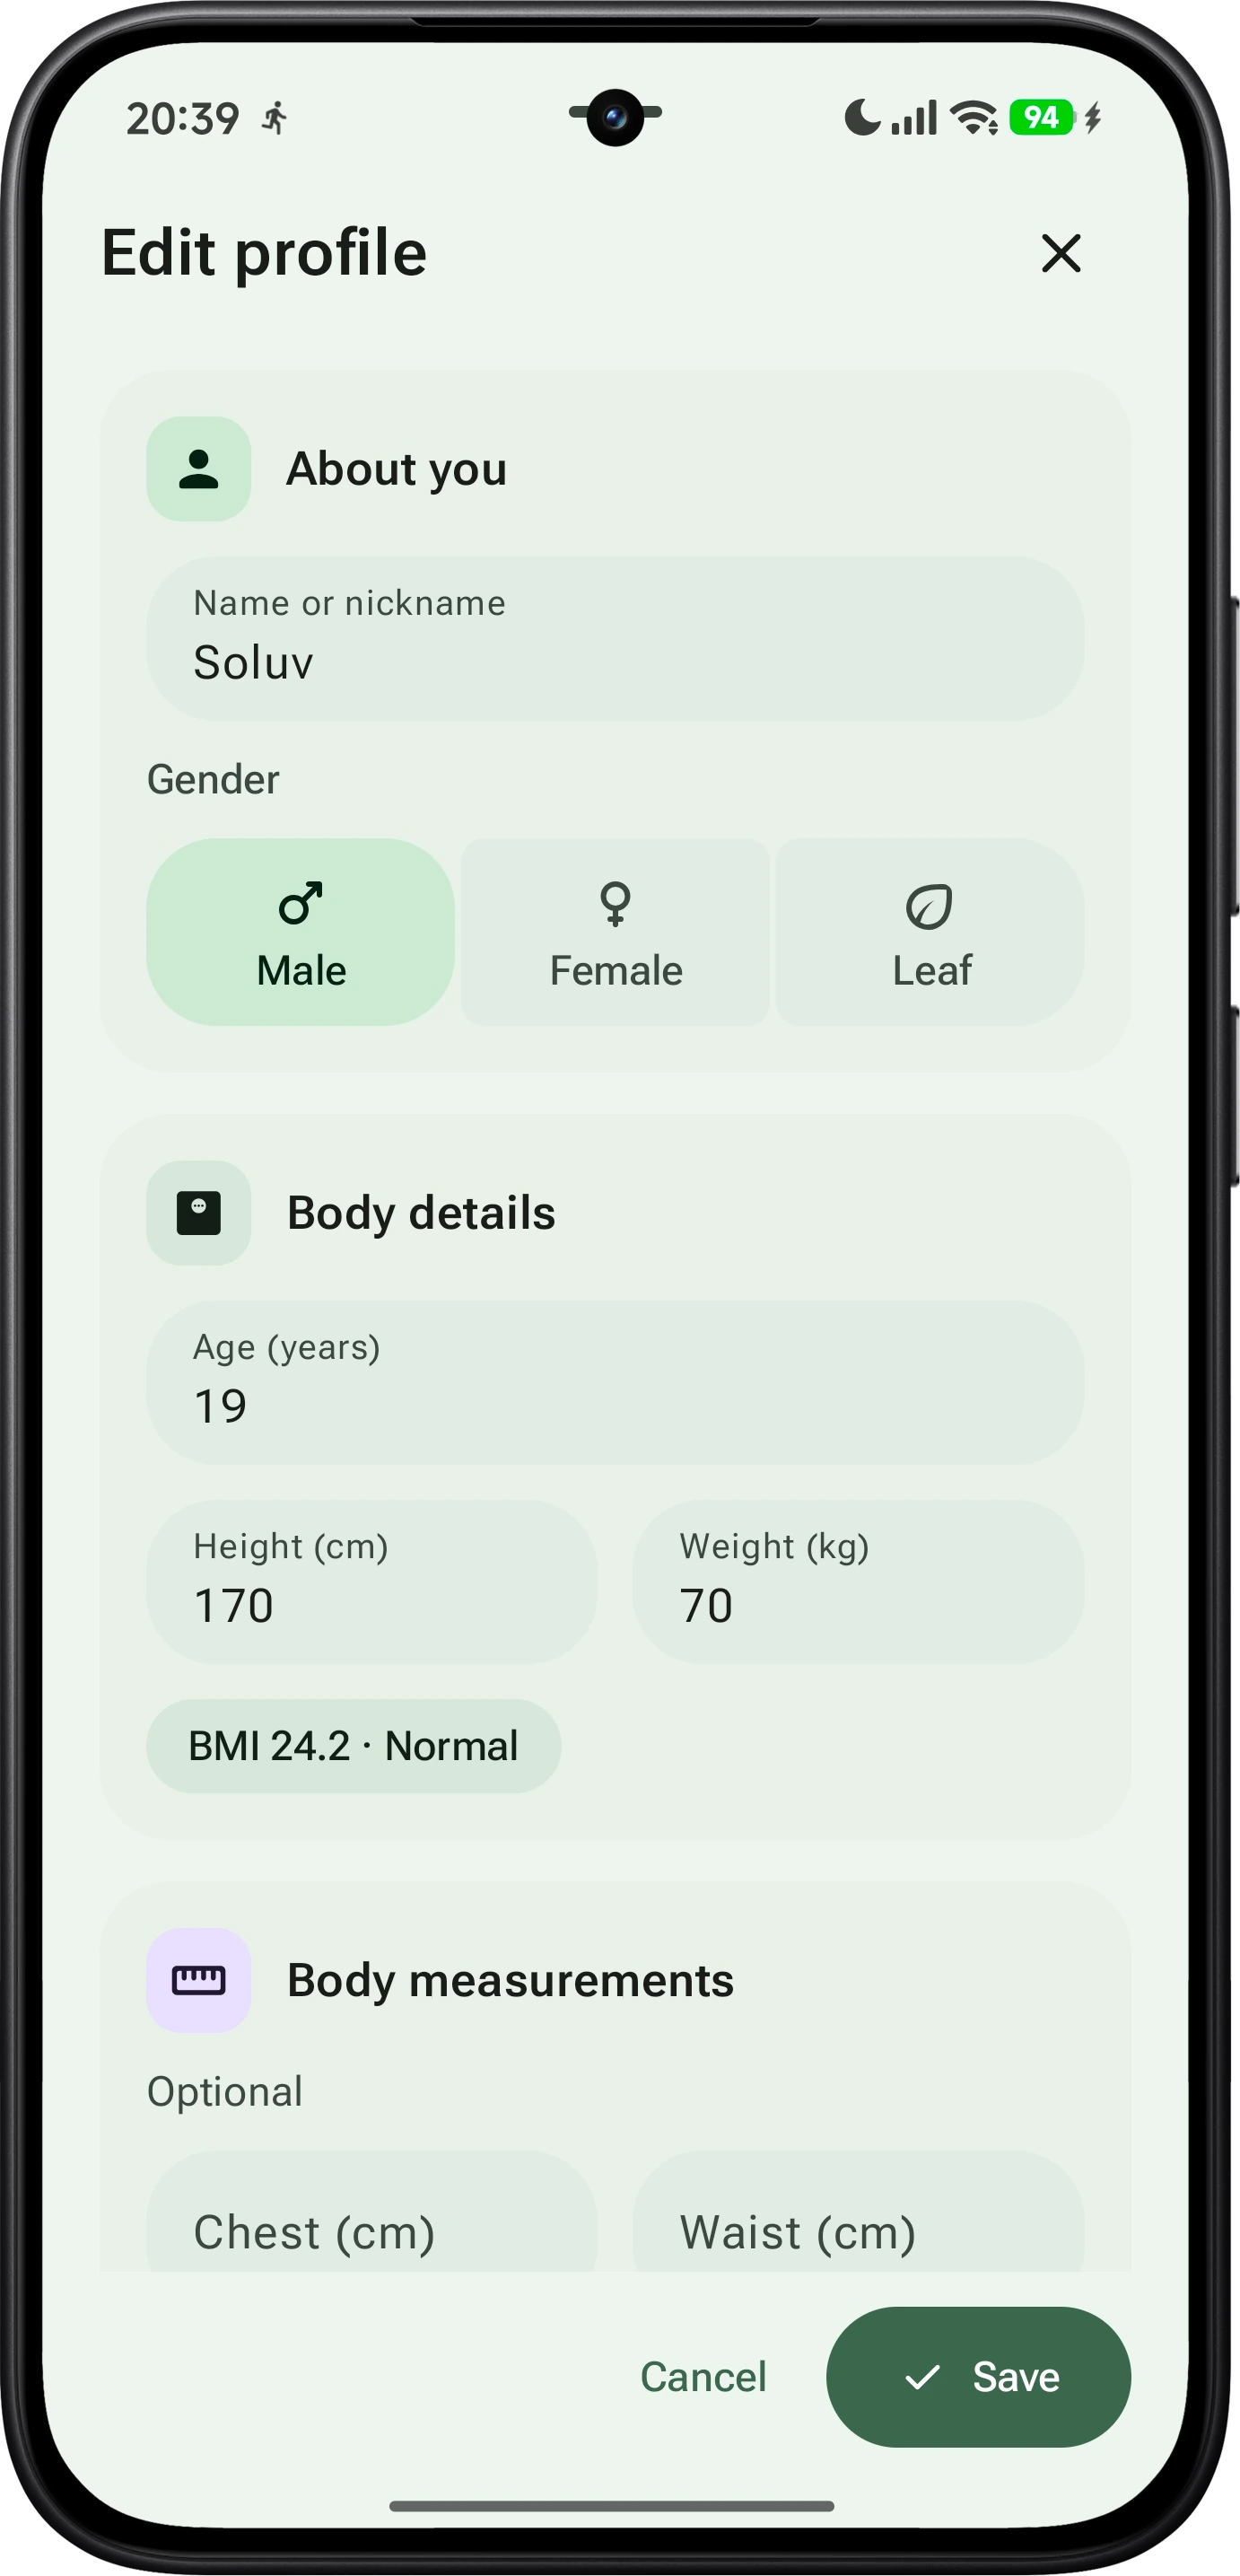 20:39
94
Edit profile
About you
Name or nickname
Soluv
Gender
Male
Female
Leaf
Body details
Age (years)
19
Height (cm)
170
Weight (kg)
70
BMI 24.2 · Normal
Body measurements
Optional
Chest (cm)
Waist (cm)
Cancel
Save